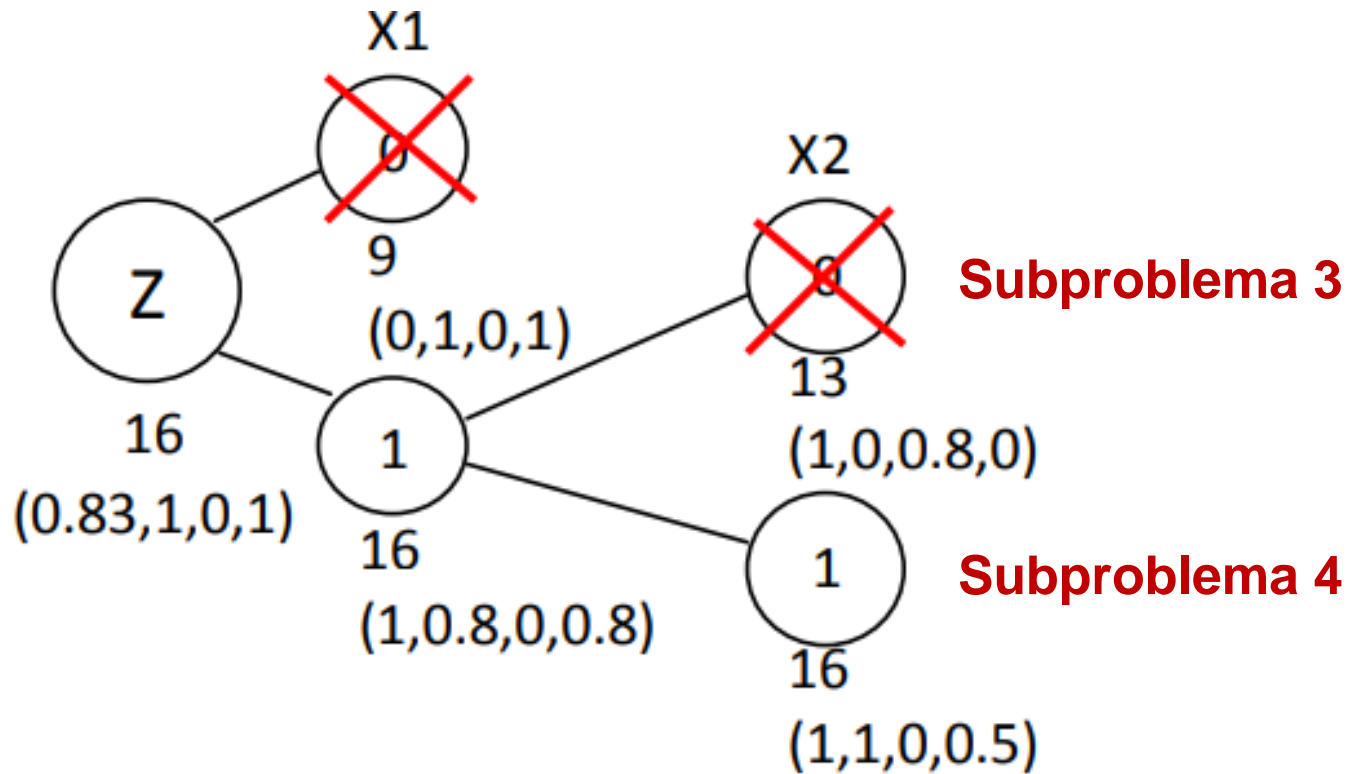 X1
0
9
(0,1,0,1)
Z
16
(0.83,1,0,1)
1
16
(1,0.8,0,0.8)
X2
0
13
(1,0,0.8,0)
Subproblema 3
1
16
(1,1,0,0.5)
Subproblema 4